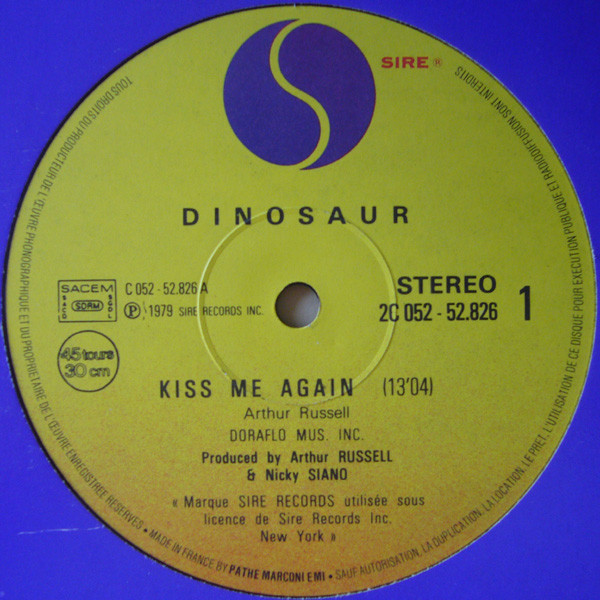 SIRE ®
DINOSAUR
SACEM
SACD
SDRM
SGDL
C 052 - 52.826 A
Ⓟ 1979 SIRE RECORDS INC.
STEREO
2C 052 - 52.826
1
45 tours
30 cm
KISS ME AGAIN (13'04)
Arthur Russell
DORAFLO MUS. INC.
Produced by Arthur RUSSELL
& Nicky SIANO
« Marque SIRE RECORDS utilisée sous
licence de Sire Records Inc.
New York »
TOUS DROITS DU PRODUCTEUR DE L'ŒUVRE PHONOGRAPHIQUE ET DU PROPRIETAIRE DE L'ŒUVRE ENREGISTREE RESERVES • MADE IN FRANCE BY PATHE MARCONI EMI • SAUF AUTORISATION, LA DUPLICATION, LA LOCATION, LE PRET, L'UTILISATION DE CE DISQUE POUR EXECUTION PUBLIQUE ET RADIODIFFUSION SONT INTERDITS